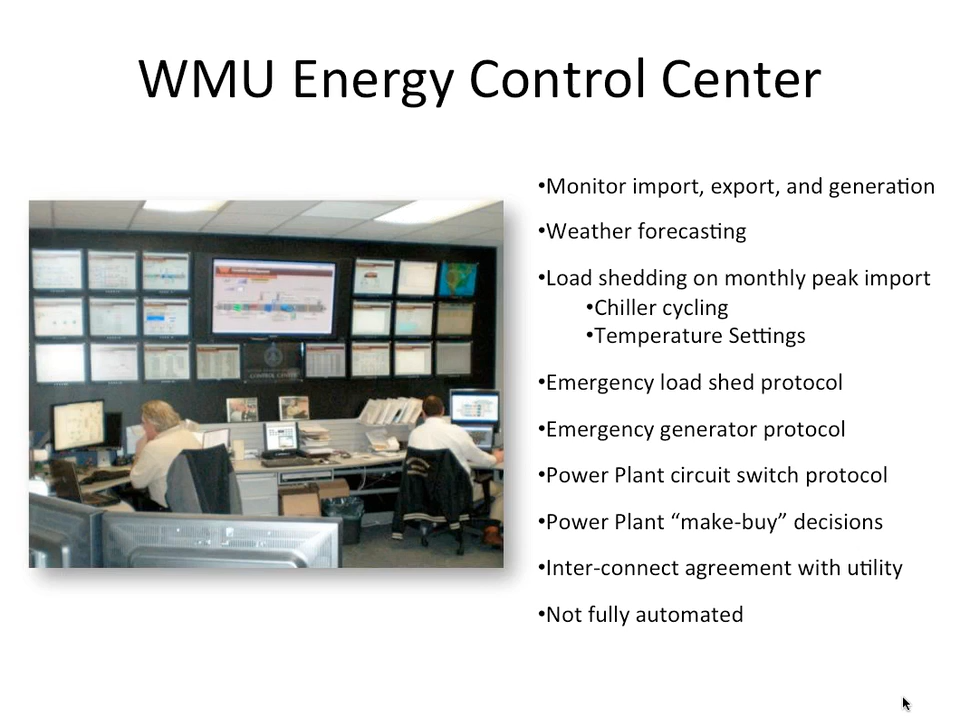 WMU Energy Control Center
•Monitor import, export, and generation
•Weather forecasting
•Load shedding on monthly peak import
•Chiller cycling
•Temperature Settings
•Emergency load shed protocol
•Emergency generator protocol
•Power Plant circuit switch protocol
•Power Plant “make-buy” decisions
•Inter-connect agreement with utility
•Not fully automated
CONTROL CENTER